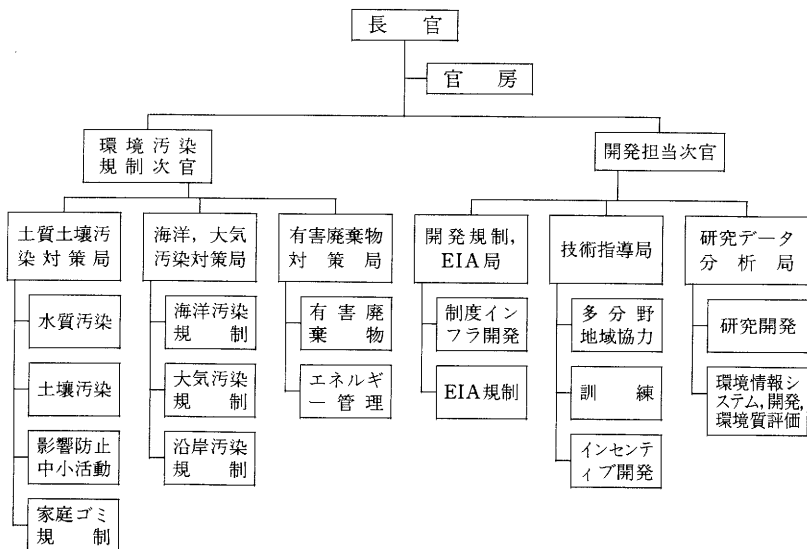 長官
官房
環境汚染
規制次官
開発担当次官
土質土壌汚
染対策局
海洋，大気
汚染対策局
有害廃棄物
対策局
開発規制，
EIA局
技術指導局
研究データ
分析局
水質汚染
土壌汚染
影響防止
中小活動
家庭ゴミ
規制
海洋汚染
規制
大気汚染
規制
沿岸汚染
規制
有害廃
棄物
エネルギ
ー管理
制度イン
フラ開発
EIA規制
多分野
地域協力
訓練
インセンテ
ィブ開発
研究開発
環境情報シ
ステム，開発，
環境質評価